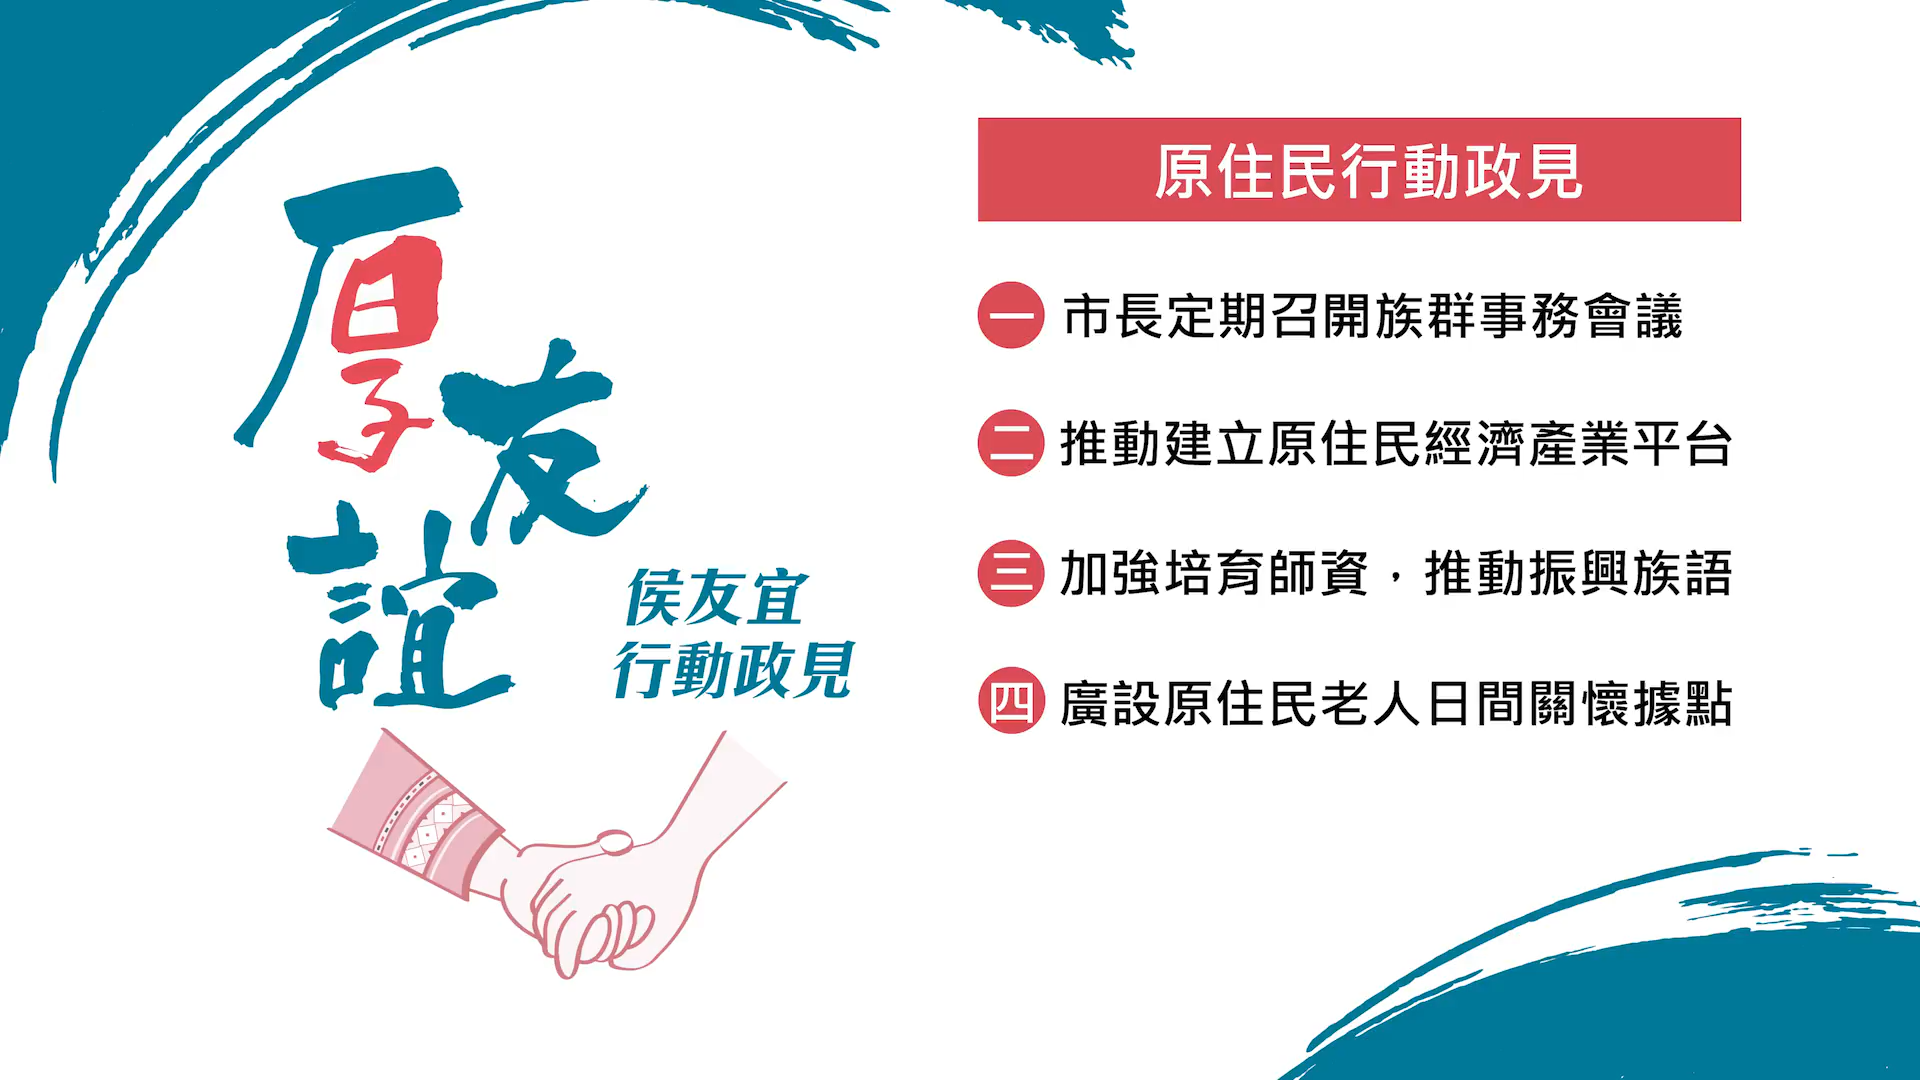 厚友誼
侯友宜
行動政見
原住民行動政見
一 市長定期召開族群事務會議
二 推動建立原住民經濟產業平台
三 加強培育師資，推動振興族語
四 廣設原住民老人日間關懷據點